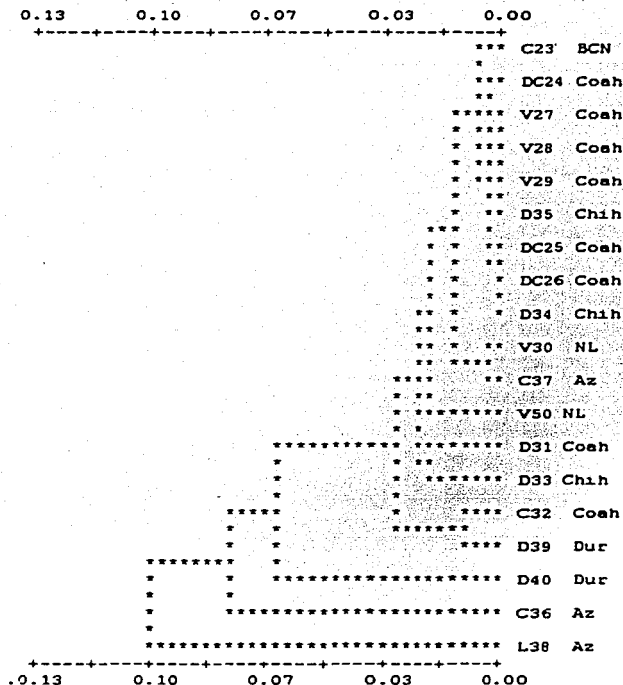 0.13 0.10 0.07 0.03 0.00
C23 BCN
DC24 Coah
V27 Coah
V28 Coah
V29 Coah
D35 Chih
DC25 Coah
DC26 Coah
D34 Chih
V30 NL
C37 Az
V50 NL
D31 Coah
D33 Chih
C32 Coah
D39 Dur
D40 Dur
C36 Az
L38 Az
.0.13 0.10 0.07 0.03 0.00